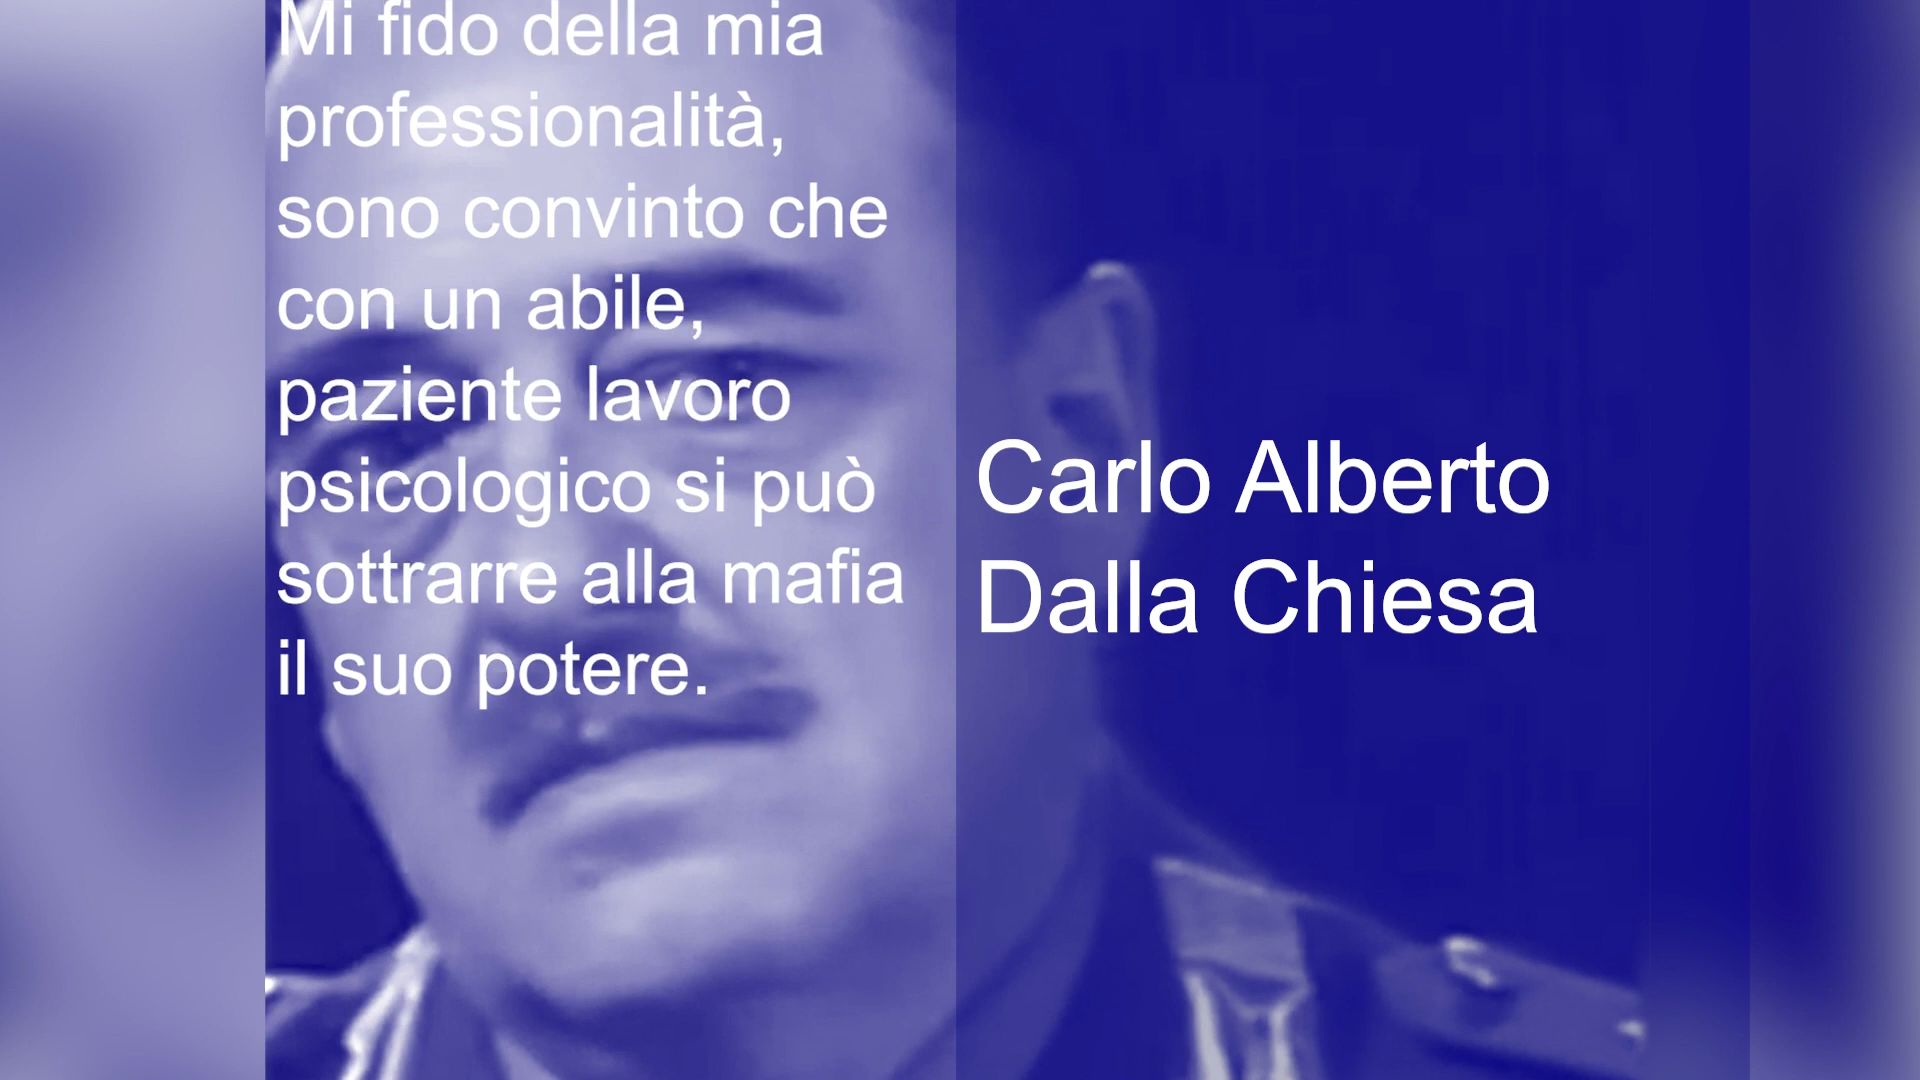 Mi fido della mia
professionalità,
sono convinto che
con un abile,
paziente lavoro
psicologico si può
sottrarre alla mafia
il suo potere.
Carlo Alberto
Dalla Chiesa